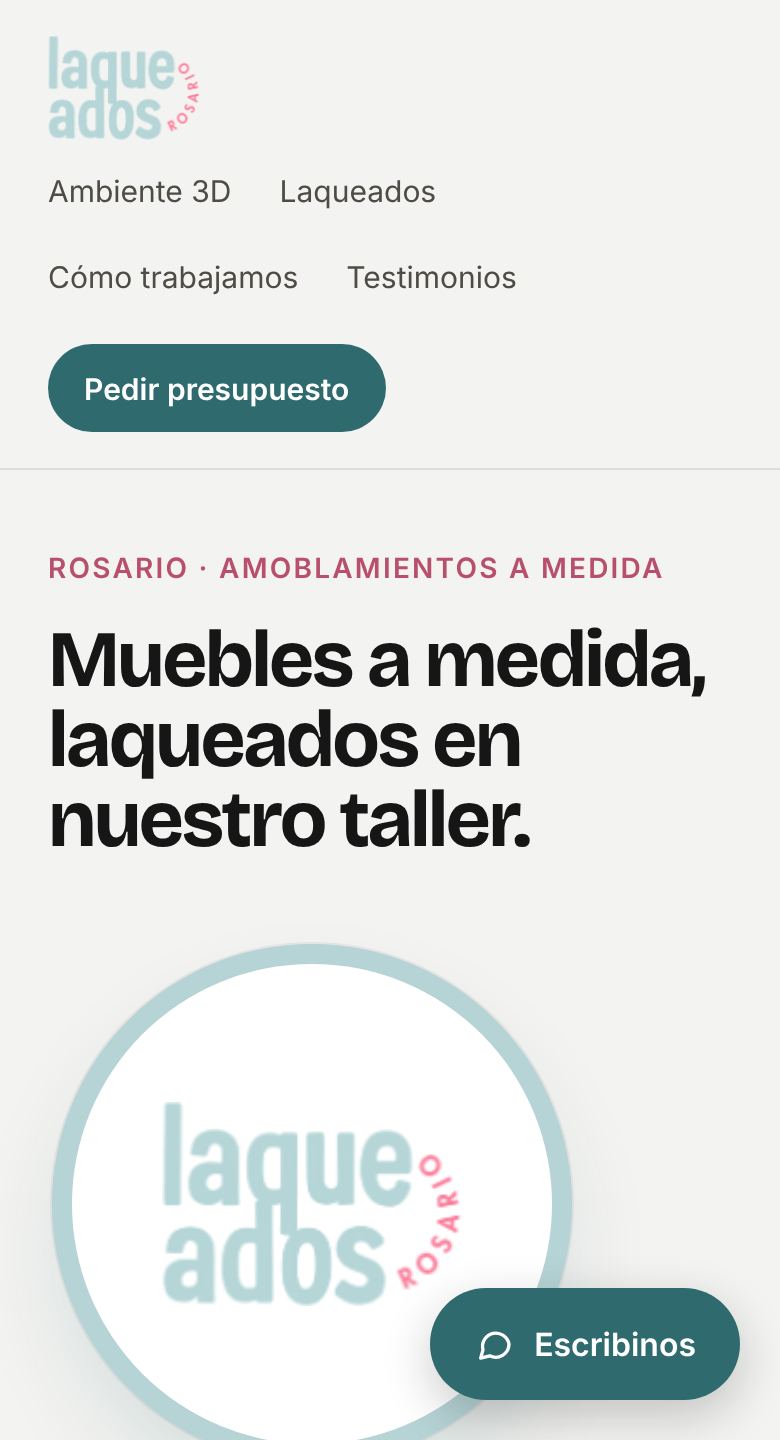 laque
ados
ROSARIO
Ambiente 3D Laqueados
Cómo trabajamos Testimonios
Pedir presupuesto
ROSARIO · AMOBLAMIENTOS A MEDIDA
Muebles a medida,
laqueados en
nuestro taller.
laque
ados
ROSARIO
Escribinos